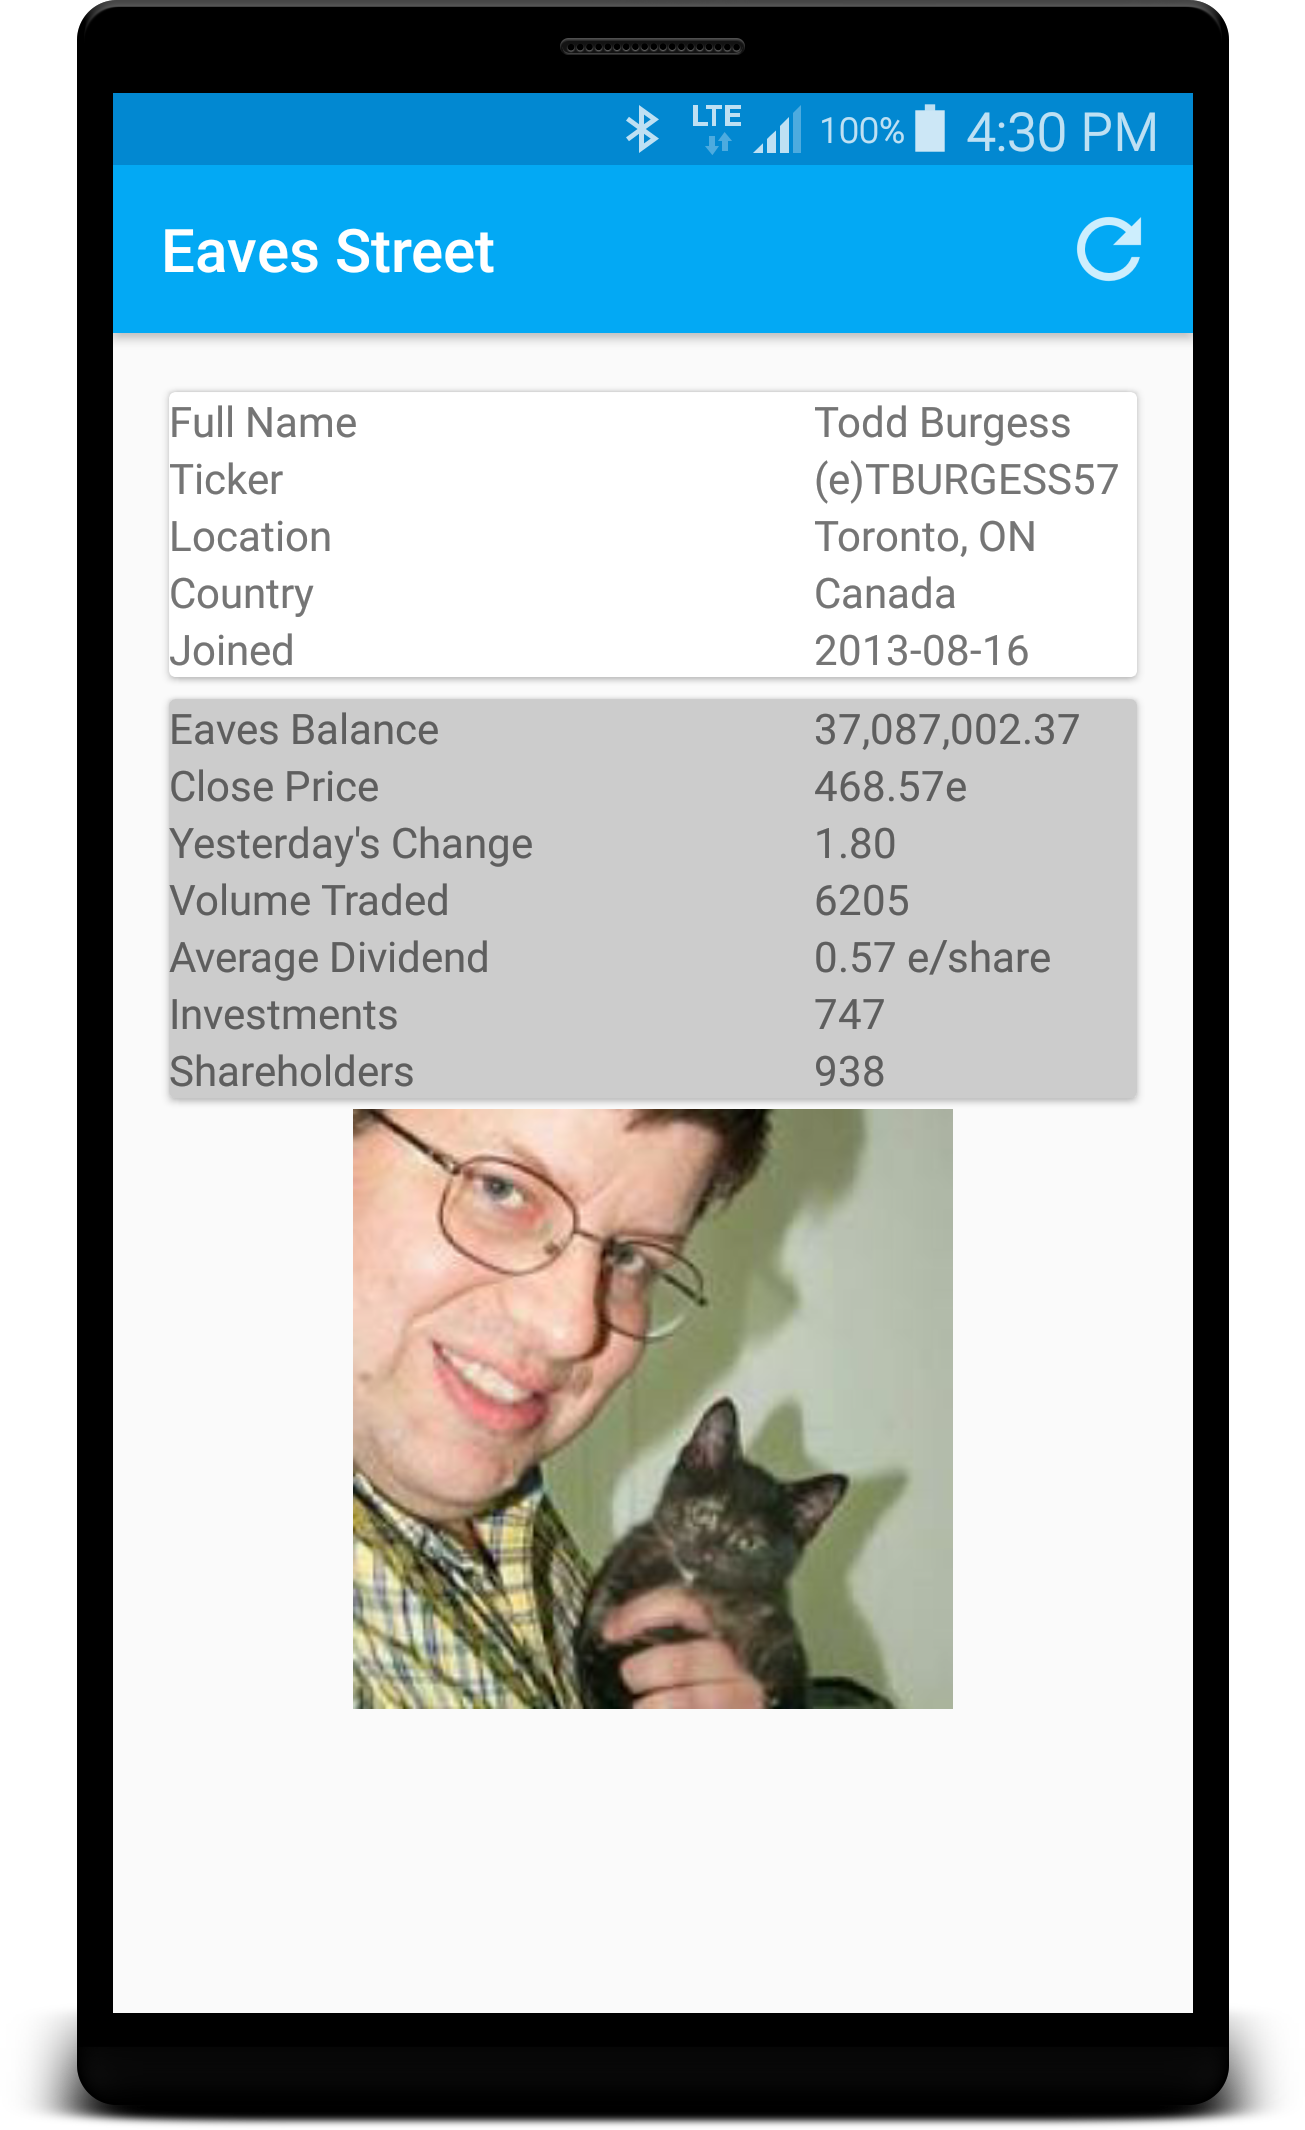 LTE 100% 4:30 PM
Eaves Street
Full Name Todd Burgess
Ticker (e)TBURGESS57
Location Toronto, ON
Country Canada
Joined 2013-08-16
Eaves Balance 37,087,002.37
Close Price 468.57e
Yesterday's Change 1.80
Volume Traded 6205
Average Dividend 0.57 e/share
Investments 747
Shareholders 938